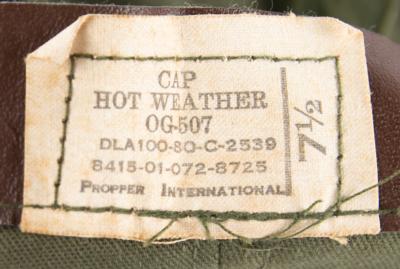 CAP
HOT WEATHER
OG-507
DLA100-80-C-2539
8415-01-072-8725
PROPPER INTERNATIONAL
7½